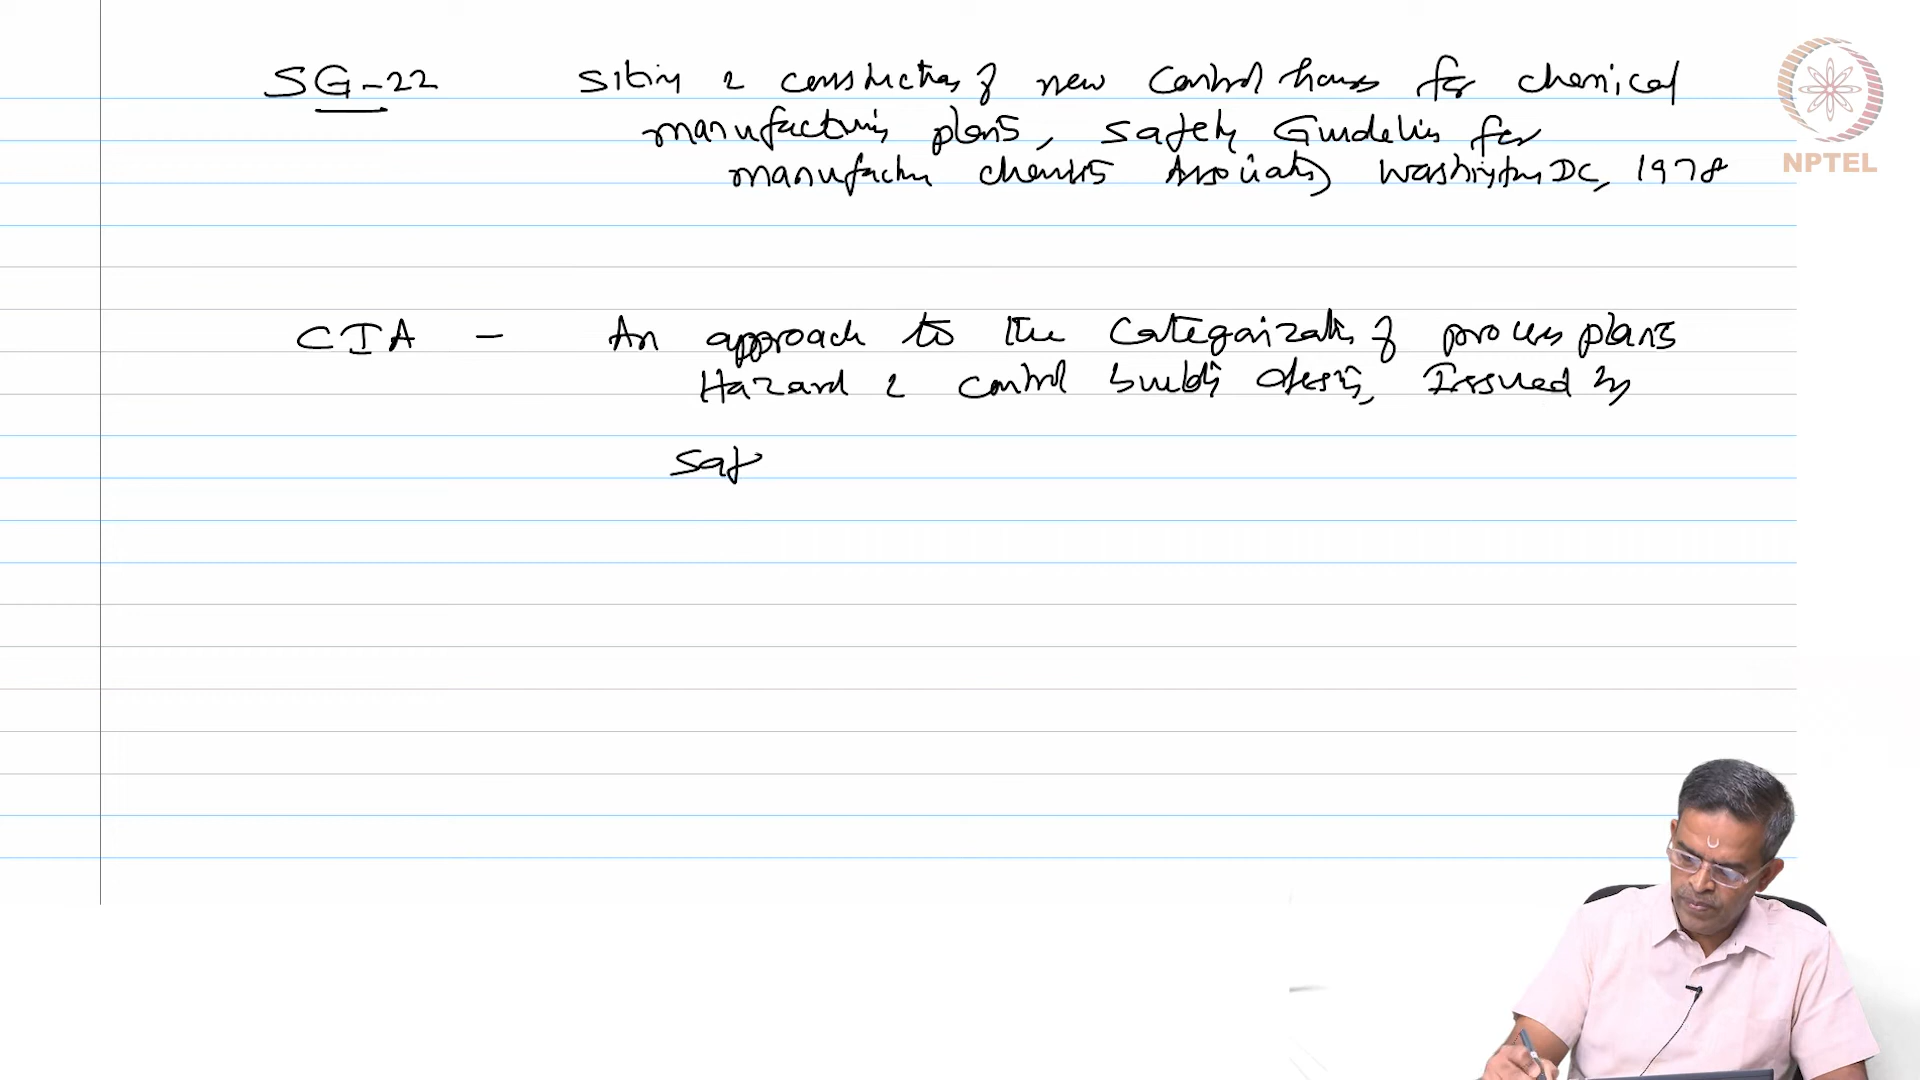 SG-22 Siting & construction of new control houses for chemical
manufacturing plants, Safety Guidelines for
manufacture chemists Association, Washington DC, 1978
CIA - An approach to the categorization of process plants
Hazard & control building design, Issued by
Saf
NPTEL